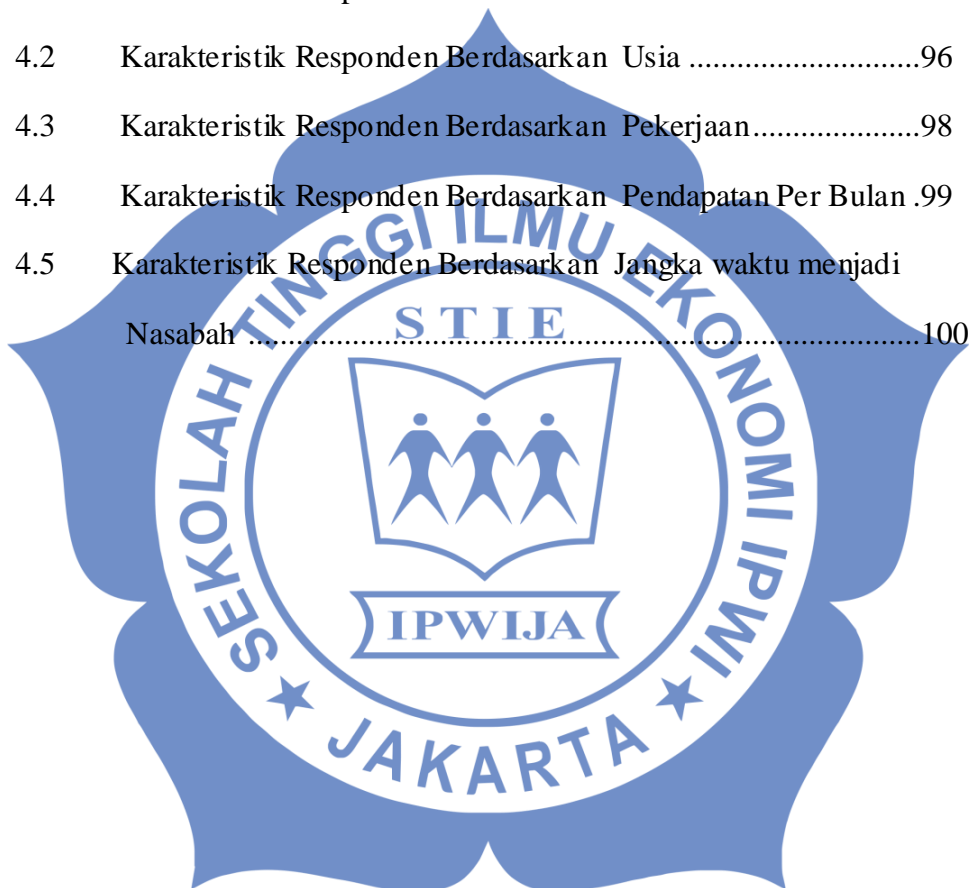 4.2 Karakteristik Responden Berdasarkan Usia .............................96
4.3 Karakteristik Responden Berdasarkan Pekerjaan.....................98
4.4 Karakteristik Responden Berdasarkan Pendapatan Per Bulan .99
4.5 Karakteristik Responden Berdasarkan Jangka waktu menjadi
Nasabah ....................................................................................100
SEKOLAH TINGGI ILMU EKONOMI IPWI
STIE
IPWIJA
★ JAKARTA ★